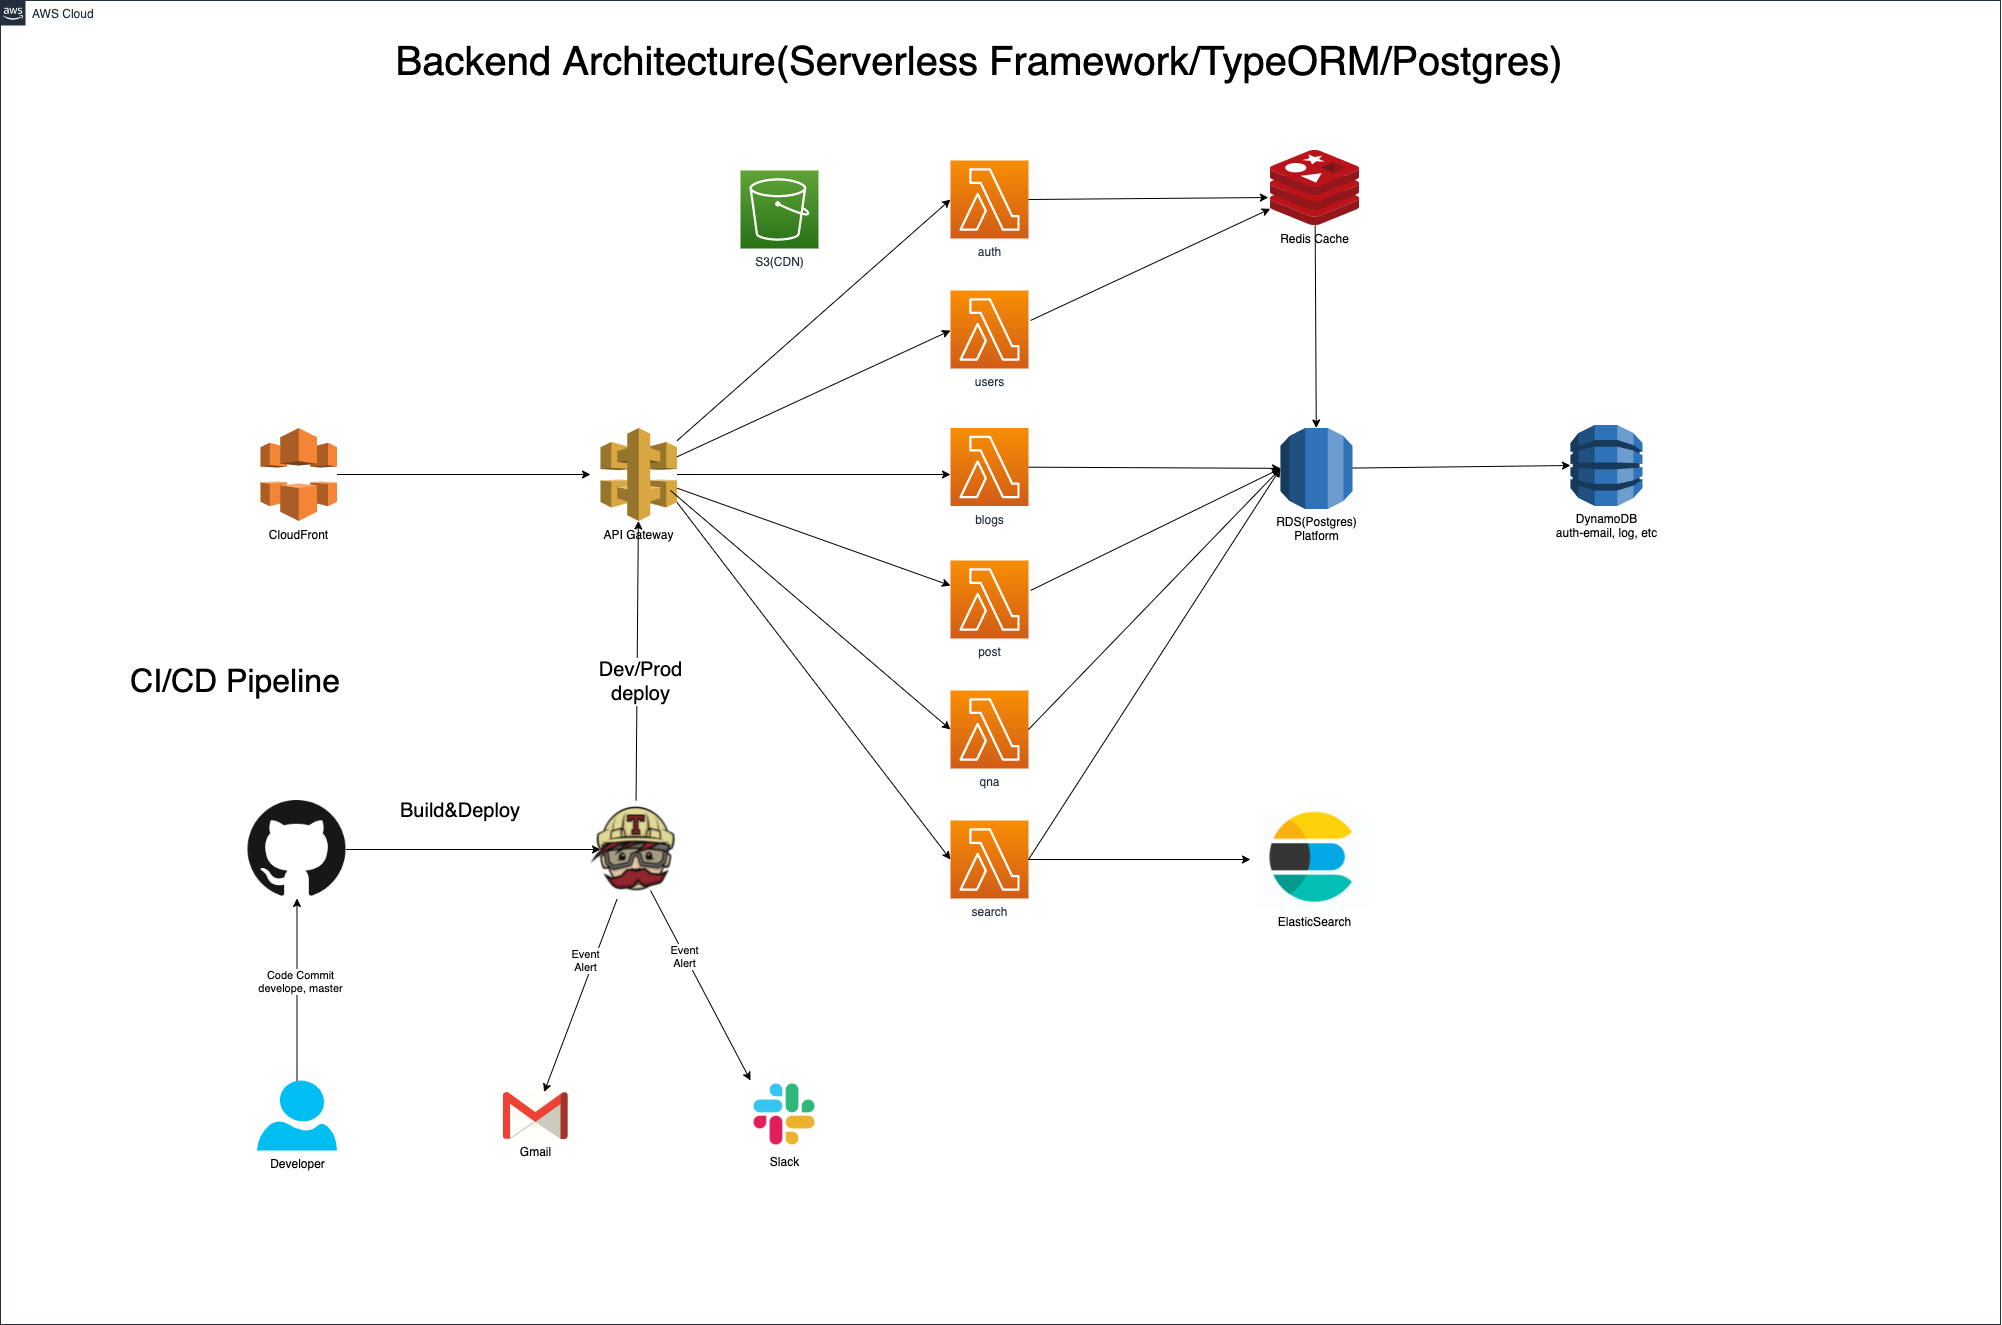 aws
AWS Cloud
Backend Architecture(Serverless Framework/TypeORM/Postgres)
S3(CDN)
auth
Redis Cache
users
CloudFront
API Gateway
blogs
RDS(Postgres)
Platform
DynamoDB
auth-email, log, etc
post
CI/CD Pipeline
Dev/Prod
deploy
qna
Build&Deploy
T
search
ElasticSearch
Event
Alert
Event
Alert
Code Commit
develope, master
Gmail
Slack
Developer